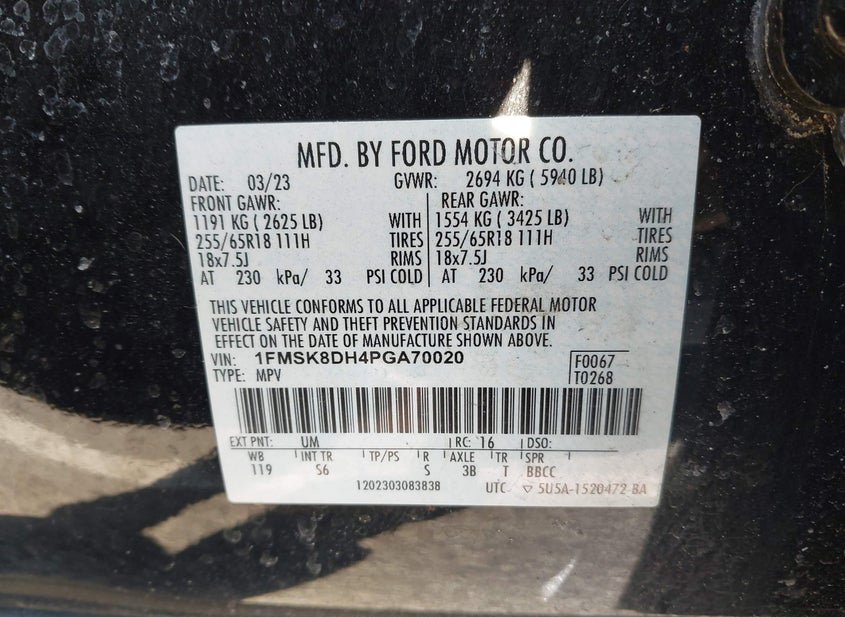 MFD. BY FORD MOTOR CO.
DATE: 03/23 GVWR: 2694 KG ( 5940 LB)
FRONT GAWR: REAR GAWR:
1191 KG ( 2625 LB) WITH 1554 KG ( 3425 LB) WITH
255/65R18 111H TIRES 255/65R18 111H TIRES
18x7.5J RIMS 18x7.5J RIMS
AT 230 kPa/ 33 PSI COLD AT 230 kPa/ 33 PSI COLD
THIS VEHICLE CONFORMS TO ALL APPLICABLE FEDERAL MOTOR
VEHICLE SAFETY AND THEFT PREVENTION STANDARDS IN
EFFECT ON THE DATE OF MANUFACTURE SHOWN ABOVE.
VIN: 1FMSK8DH4PGA70020 F0067
TYPE: MPV T0268
EXT PNT: UM RC: 16 DSO:
WB INT TR TP/PS R AXLE TR SPR
119 S6 S 3B T BBCC
1202303083838 UTC ▽ 5U5A-1520472-BA